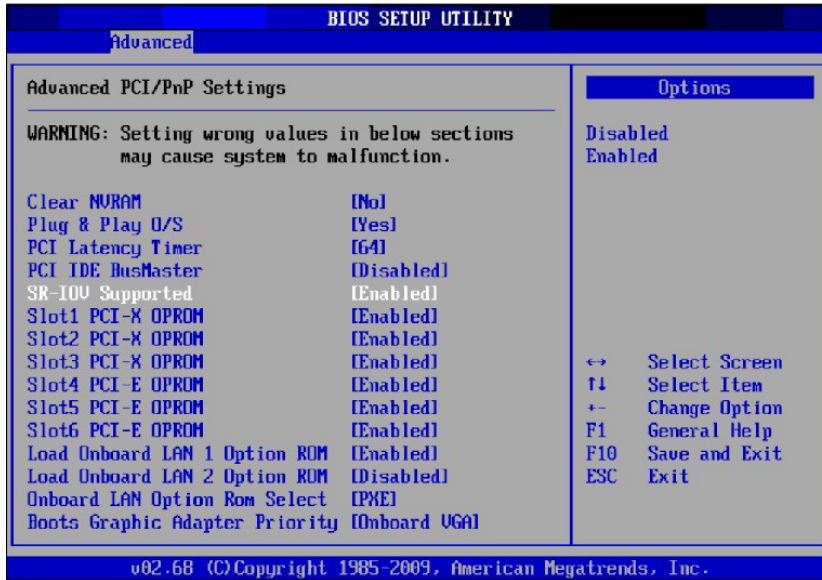 BIOS SETUP UTILITY
Advanced
Advanced PCI/PnP Settings
WARNING: Setting wrong values in below sections
may cause system to malfunction.
Clear NVRAM [No]
Plug & Play O/S [Yes]
PCI Latency Timer [64]
PCI IDE BusMaster [Disabled]
SR-IOV Supported [Enabled]
Slot1 PCI-X OPROM [Enabled]
Slot2 PCI-X OPROM [Enabled]
Slot3 PCI-X OPROM [Enabled]
Slot4 PCI-E OPROM [Enabled]
Slot5 PCI-E OPROM [Enabled]
Slot6 PCI-E OPROM [Enabled]
Load Onboard LAN 1 Option ROM [Enabled]
Load Onboard LAN 2 Option ROM [Disabled]
Onboard LAN Option Rom Select [PXE]
Boots Graphic Adapter Priority [Onboard VGA]
Options
Disabled
Enabled
↔ Select Screen
↑↓ Select Item
+- Change Option
F1 General Help
F10 Save and Exit
ESC Exit
v02.68 (C)Copyright 1985-2009, American Megatrends, Inc.